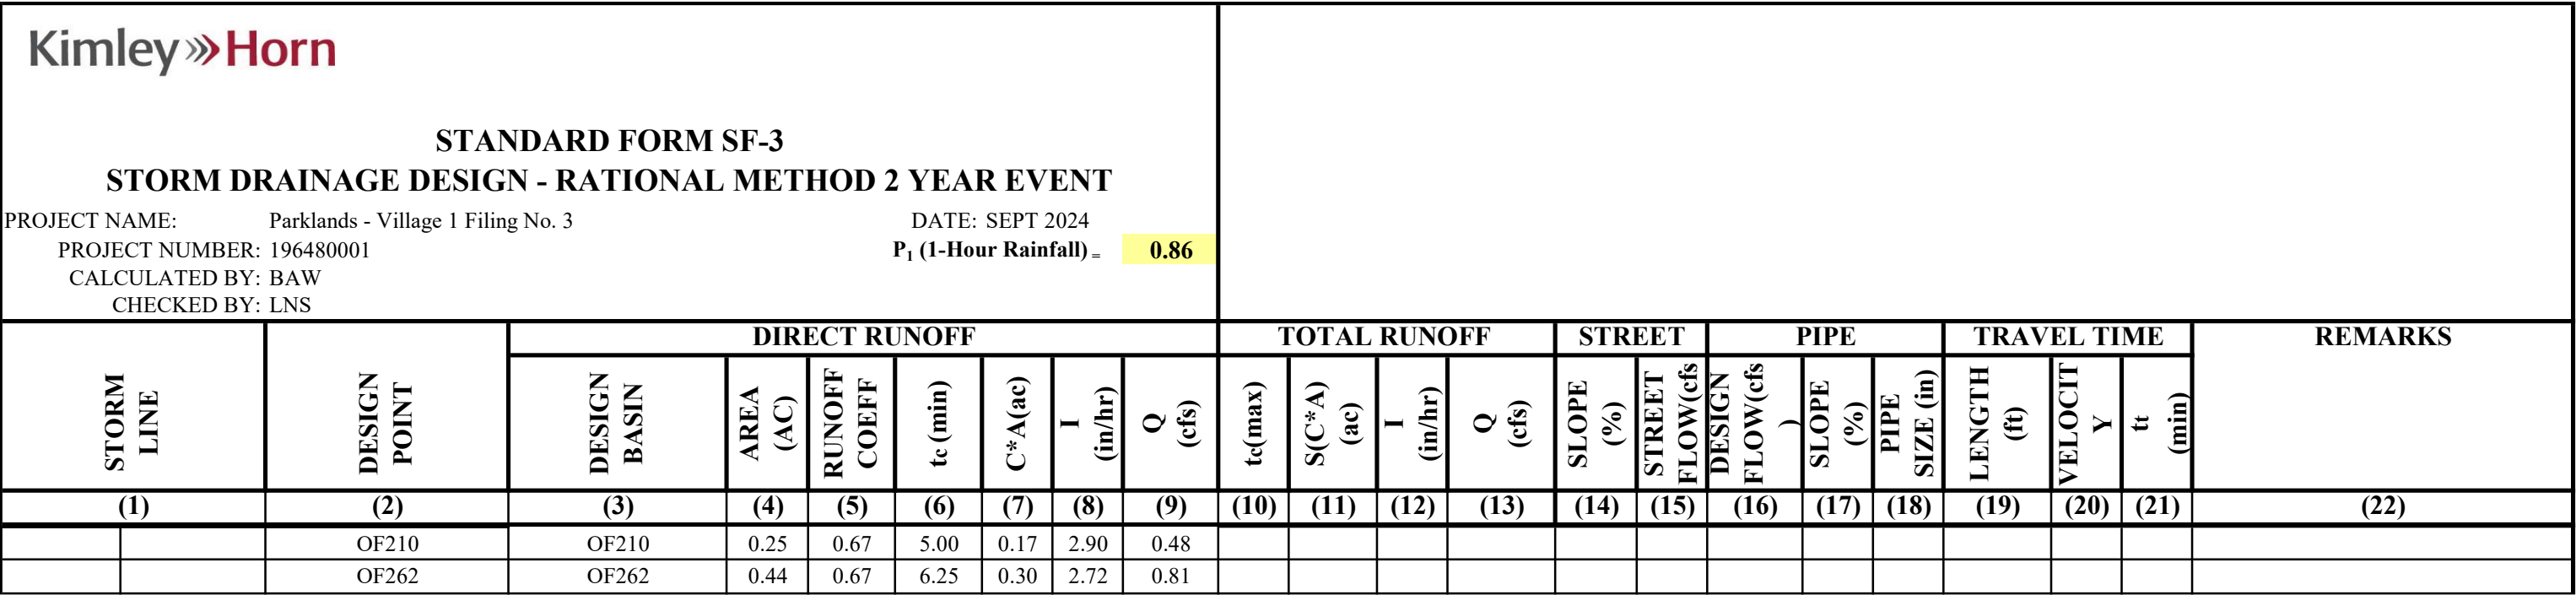 Kimley»Horn
STANDARD FORM SF-3
STORM DRAINAGE DESIGN - RATIONAL METHOD 2 YEAR EVENT
PROJECT NAME: Parklands - Village 1 Filing No. 3 DATE: SEPT 2024
PROJECT NUMBER: 196480001 P1 (1-Hour Rainfall) = 0.86
CALCULATED BY: BAW
CHECKED BY: LNS
DIRECT RUNOFF TOTAL RUNOFF STREET PIPE TRAVEL TIME REMARKS
STORM LINE
DESIGN POINT
DESIGN BASIN
AREA (AC)
RUNOFF COEFF
tc (min)
C*A(ac)
I (in/hr)
Q (cfs)
tc(max)
S(C*A) (ac)
I (in/hr)
Q (cfs)
SLOPE (%)
STREET FLOW(cfs
DESIGN FLOW(cfs )
SLOPE (%)
PIPE SIZE (in)
LENGTH (ft)
VELOCIT Y
tt (min)
(1) (2) (3) (4) (5) (6) (7) (8) (9) (10) (11) (12) (13) (14) (15) (16) (17) (18) (19) (20) (21) (22)
OF210 OF210 0.25 0.67 5.00 0.17 2.90 0.48
OF262 OF262 0.44 0.67 6.25 0.30 2.72 0.81